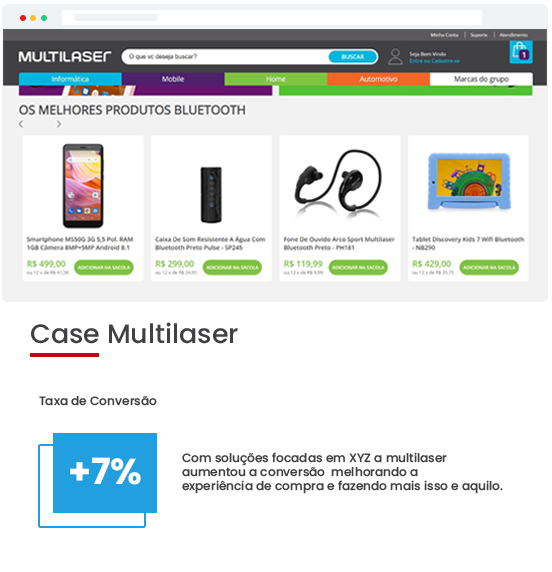 Minha Conta | Suporte | Atendimento
MULTILASER
O que vc deseja buscar?
BUSCAR
Seja Bem Vindo
Entre ou Cadastre-se
1
Informática
Mobile
Home
Automotivo
Marcas do grupo
OS MELHORES PRODUTOS BLUETOOTH
Smartphone MS50G 3G 5,5 Pol. RAM
1GB Câmera 8MP+5MP Android 8.1
R$ 499,00
ou 12 x de R$ 41,58
ADICIONAR NA SACOLA
Caixa De Som Resistente A Água Com
Bluetooth Preto Pulse - SP245
R$ 299,00
ou 12 x de R$ 24,91
ADICIONAR NA SACOLA
Fone De Ouvido Arco Sport Multilaser
Bluetooth Preto - PH181
R$ 119,99
ou 12 x de R$ 9,99
ADICIONAR NA SACOLA
Tablet Discovery Kids 7 Wifi Bluetooth
- NB290
R$ 429,00
ou 12 x de R$ 35,75
ADICIONAR NA SACOLA
Case Multilaser
Taxa de Conversão
+7%
Com soluções focadas em XYZ a multilaser
aumentou a conversão melhorando a
experiência de compra e fazendo mais isso e aquilo.